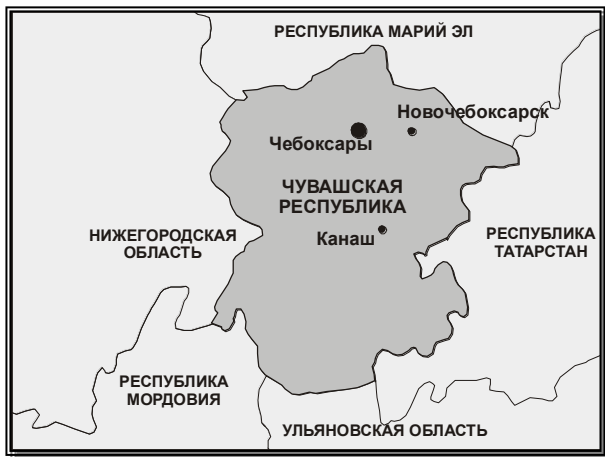 РЕСПУБЛИКА МАРИЙ ЭЛ
Новочебоксарск
Чебоксары
ЧУВАШСКАЯ
РЕСПУБЛИКА
Канаш
НИЖЕГОРОДСКАЯ
ОБЛАСТЬ
РЕСПУБЛИКА
ТАТАРСТАН
РЕСПУБЛИКА
МОРДОВИЯ
УЛЬЯНОВСКАЯ ОБЛАСТЬ